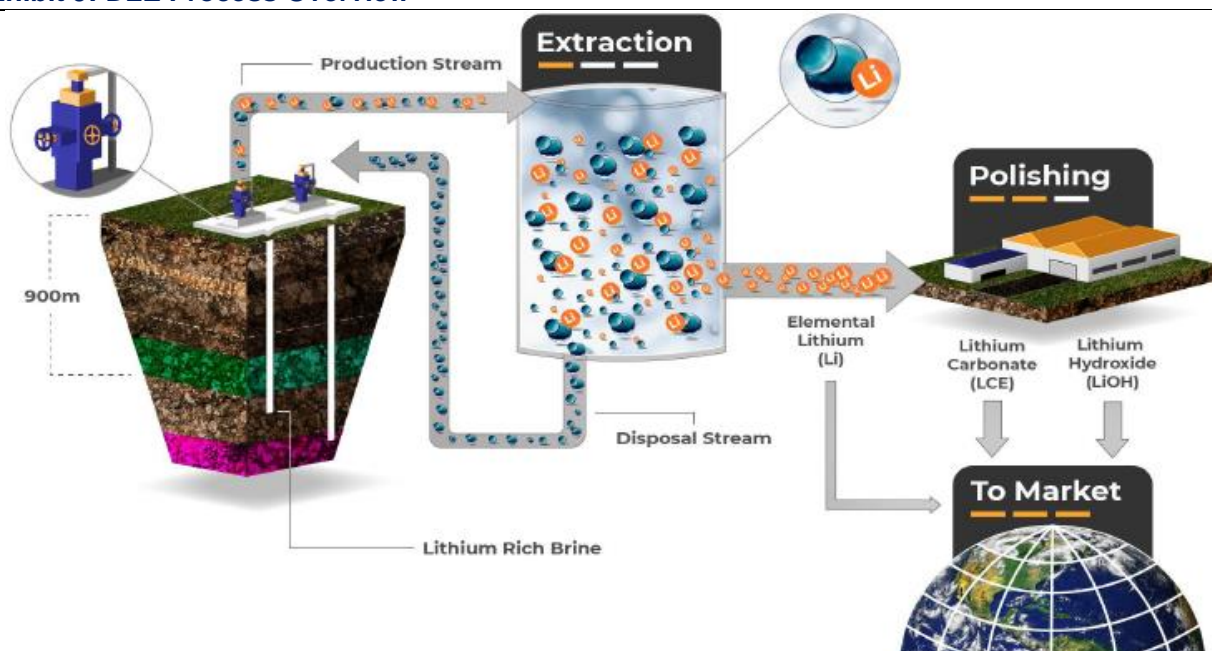 Production Stream
Extraction
Li
Polishing
900m
Elemental
Lithium
(Li)
Lithium
Carbonate
(LCE)
Lithium
Hydroxide
(LiOH)
Disposal Stream
To Market
Lithium Rich Brine